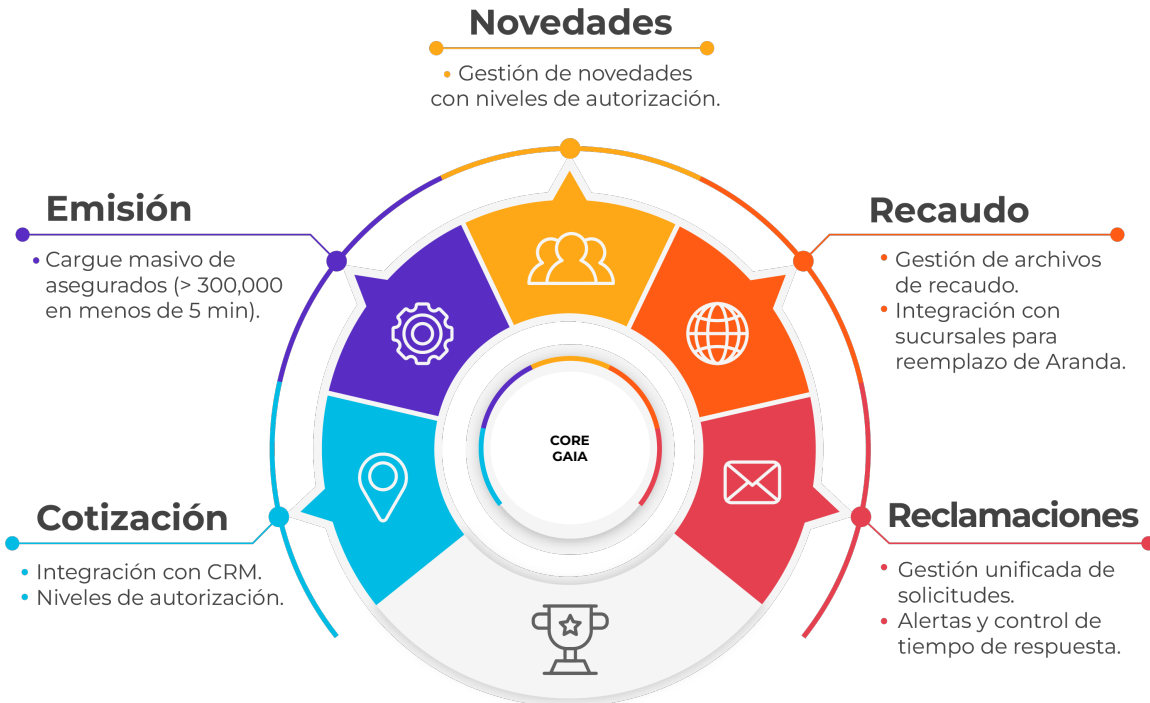 Novedades
• Gestión de novedades
con niveles de autorización.
Emisión
• Cargue masivo de
asegurados (> 300,000
en menos de 5 min).
Recaudo
• Gestión de archivos
de recaudo.
• Integración con
sucursales para
reemplazo de Aranda.
CORE
GAIA
Cotización
• Integración con CRM.
• Niveles de autorización.
Reclamaciones
• Gestión unificada de
solicitudes.
• Alertas y control de
tiempo de respuesta.